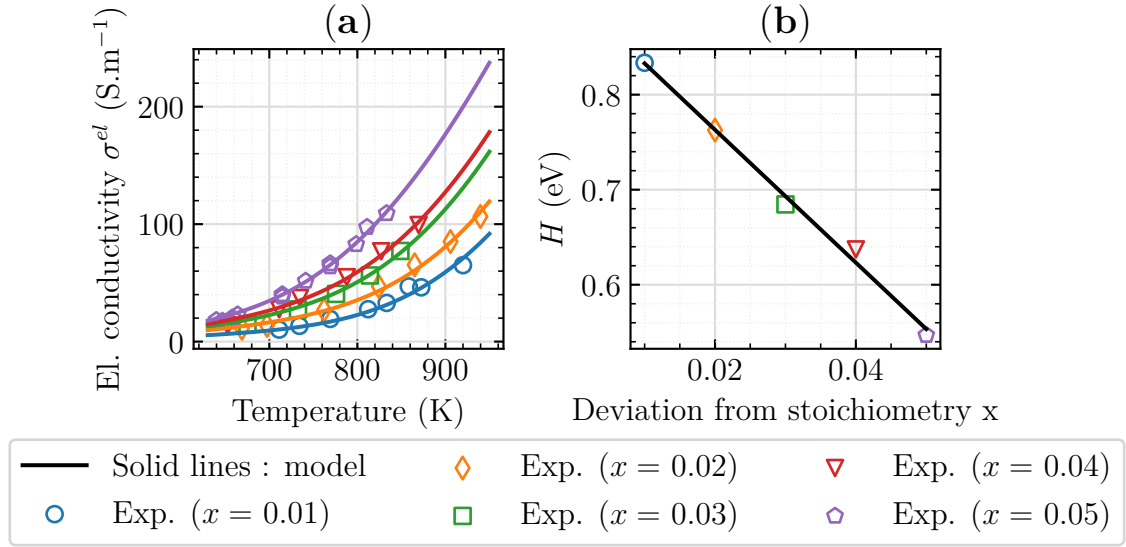 (a)
(b)
El. conductivity σ^{el} (S.m⁻¹)
200
100
0
700
800
900
Temperature (K)
H (eV)
0.8
0.7
0.6
0.02
0.04
Deviation from stoichiometry x
Solid lines : model
Exp. (x = 0.01)
Exp. (x = 0.02)
Exp. (x = 0.03)
Exp. (x = 0.04)
Exp. (x = 0.05)